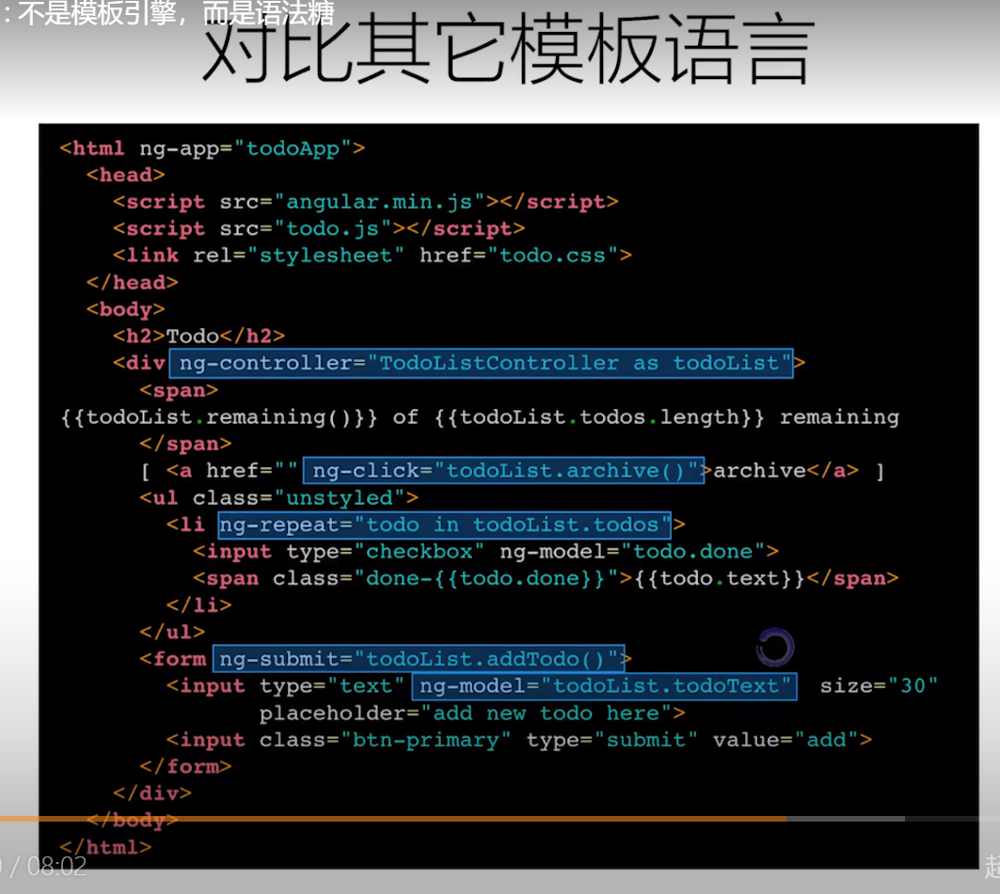 : 不是模板引擎，而是语法糖
对比其它模板语言
<html ng-app="todoApp">
<head>
<script src="angular.min.js"></script>
<script src="todo.js"></script>
<link rel="stylesheet" href="todo.css">
</head>
<body>
<h2>Todo</h2>
<div ng-controller="TodoListController as todoList">
<span>
{{todoList.remaining()}} of {{todoList.todos.length}} remaining
</span>
[ <a href="" ng-click="todoList.archive()">archive</a> ]
<ul class="unstyled">
<li ng-repeat="todo in todoList.todos">
<input type="checkbox" ng-model="todo.done">
<span class="done-{{todo.done}}">{{todo.text}}</span>
</li>
</ul>
<form ng-submit="todoList.addTodo()">
<input type="text" ng-model="todoList.todoText" size="30"
placeholder="add new todo here">
<input class="btn-primary" type="submit" value="add">
</form>
</div>
</body>
</html>
/ 08:02